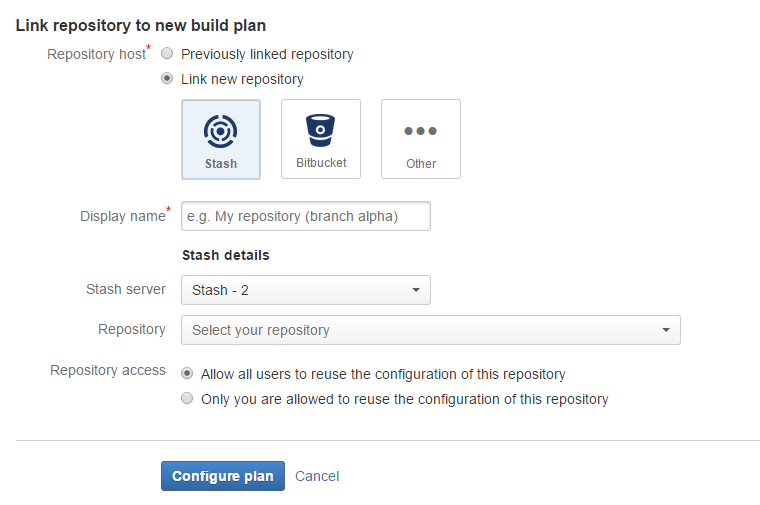 Link repository to new build plan
Repository host* Previously linked repository
Link new repository
Stash Bitbucket Other
Display name* e.g. My repository (branch alpha)
Stash details
Stash server Stash - 2
Repository Select your repository
Repository access Allow all users to reuse the configuration of this repository
Only you are allowed to reuse the configuration of this repository
Configure plan Cancel